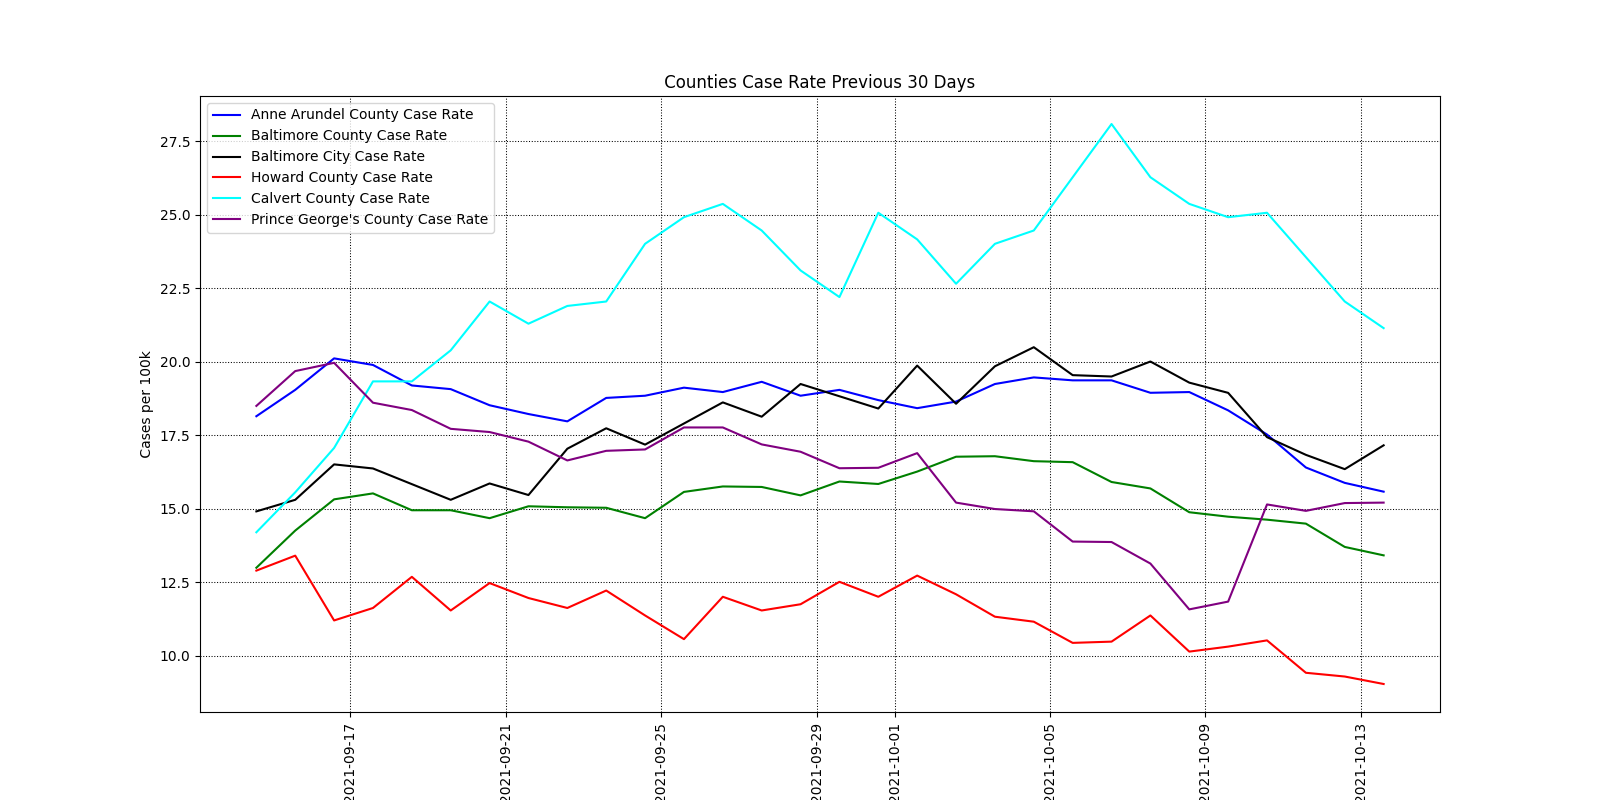 Counties Case Rate Previous 30 Days
Anne Arundel County Case Rate
Baltimore County Case Rate
Baltimore City Case Rate
Howard County Case Rate
Calvert County Case Rate
Prince George's County Case Rate
Cases per 100k
27.5
25.0
22.5
20.0
17.5
15.0
12.5
10.0
2021-09-17
2021-09-21
2021-09-25
2021-09-29
2021-10-01
2021-10-05
2021-10-09
2021-10-13